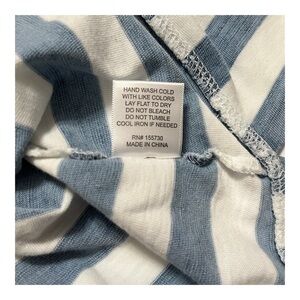 HAND WASH COLD
WITH LIKE COLORS
LAY FLAT TO DRY
DO NOT BLEACH
DO NOT TUMBLE
COOL IRON IF NEEDED
RN# 155730
MADE IN CHINA